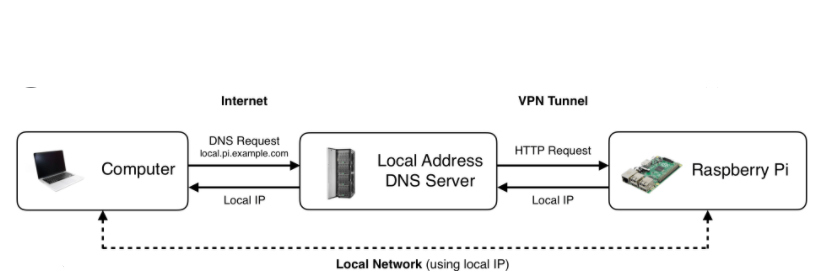 Internet
VPN Tunnel
DNS Request
local.pi.example.com
HTTP Request
Computer
Local Address
DNS Server
Raspberry Pi
Local IP
Local IP
Local Network (using local IP)